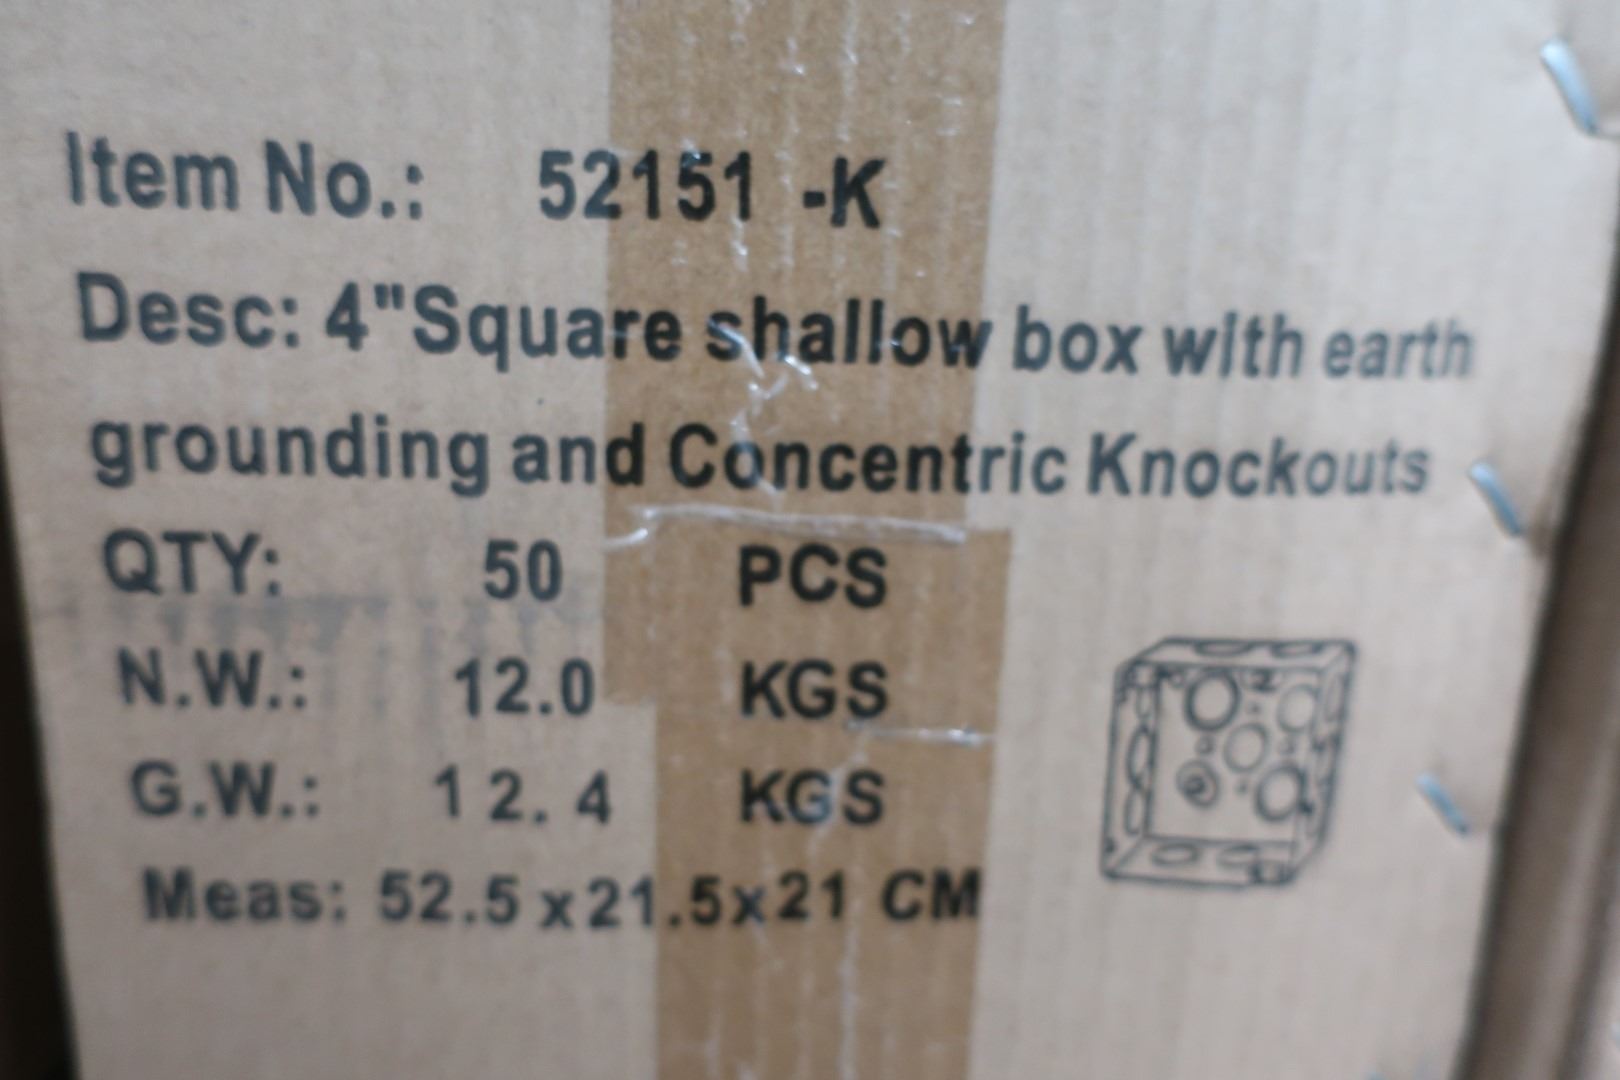 Item No.: 52151 -K
Desc: 4"Square shallow box with earth
grounding and Concentric Knockouts
QTY: 50 PCS
N.W.: 12.0 KGS
G.W.: 12.4 KGS
Meas: 52.5x21.5x21 CM